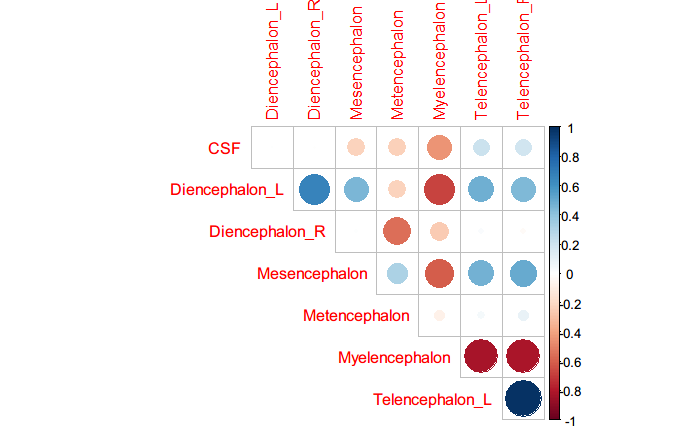 Diencephalon_L
Diencephalon_R
Mesencephalon
Metencephalon
Myelencephalon
Telencephalon_L
Telencephalon_R
CSF
Diencephalon_L
Diencephalon_R
Mesencephalon
Metencephalon
Myelencephalon
Telencephalon_L
1
0.8
0.6
0.4
0.2
0
-0.2
-0.4
-0.6
-0.8
-1